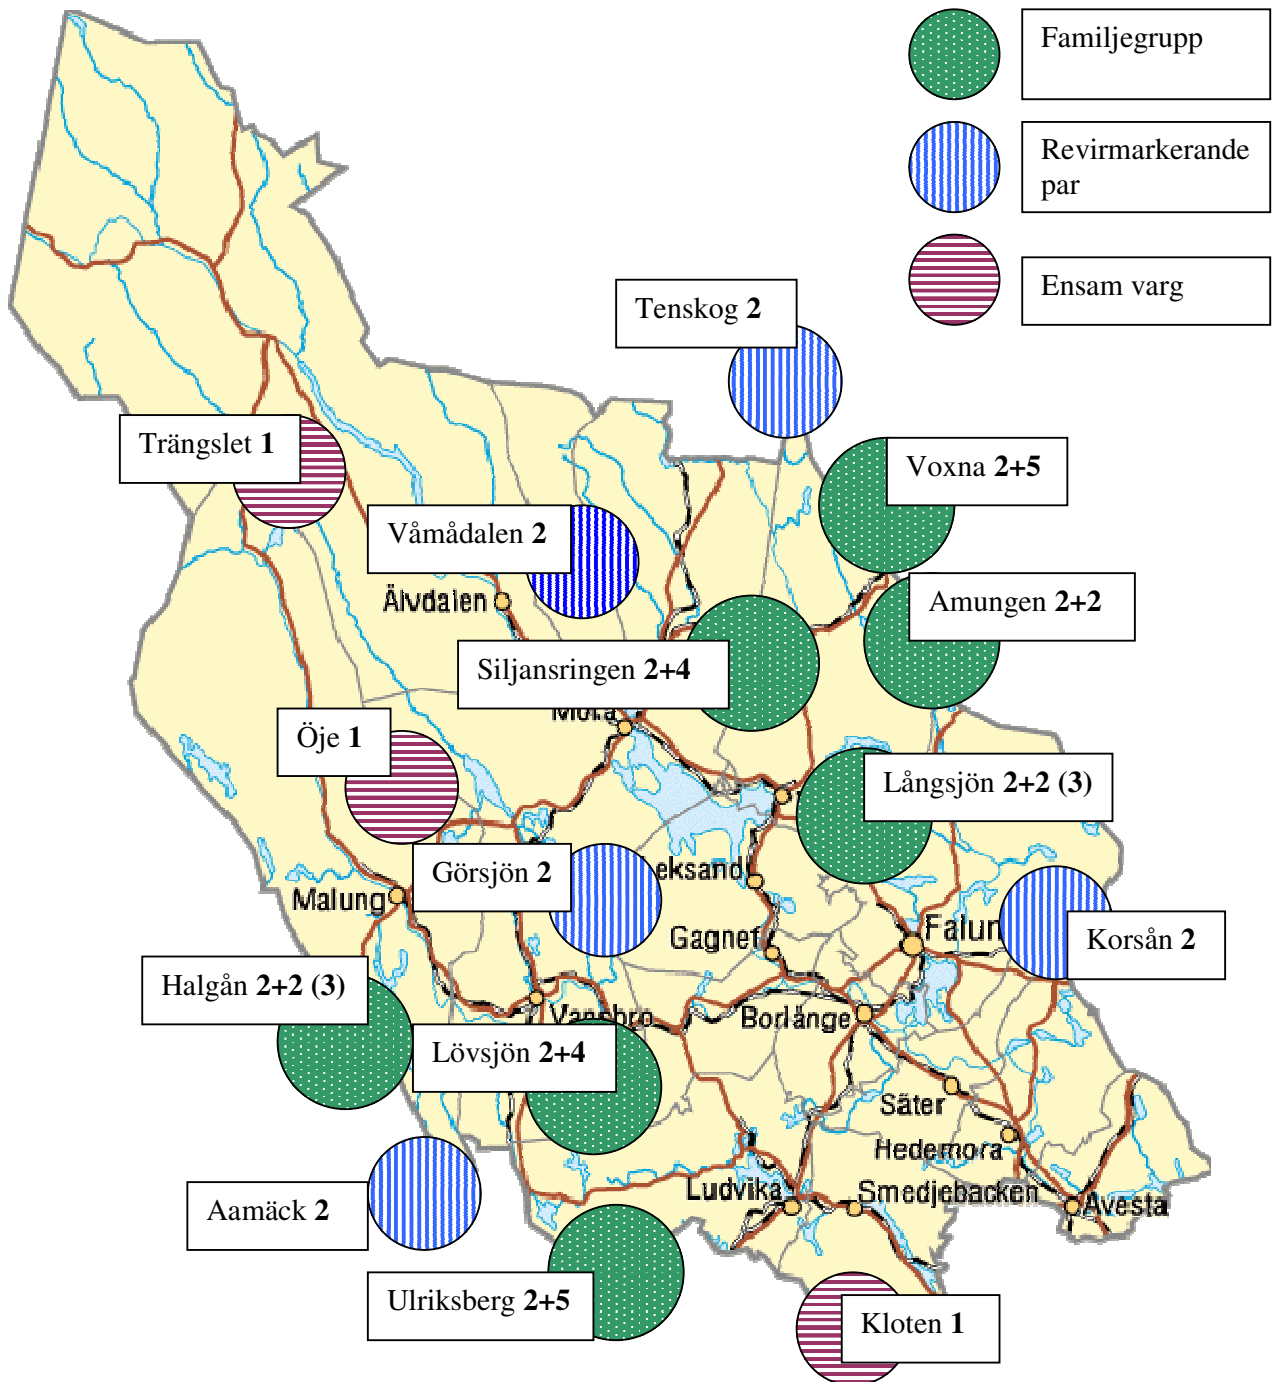 Familjegrupp
Revirmarkerande
par
Ensam varg
Tenskog 2
Trängslet 1
Voxna 2+5
Våmådalen 2
Älvdalen
Amungen 2+2
Siljansringen 2+4
Mora
Öje 1
Långsjön 2+2 (3)
Görsjön 2
eksand
Malung
Gagnef
Falun
Korsån 2
Halgån 2+2 (3)
Vansbro
Borlänge
Lövsjön 2+4
Säter
Hedemora
Ludvika
Smedjebacken
Avesta
Aamäck 2
Ulriksberg 2+5
Kloten 1